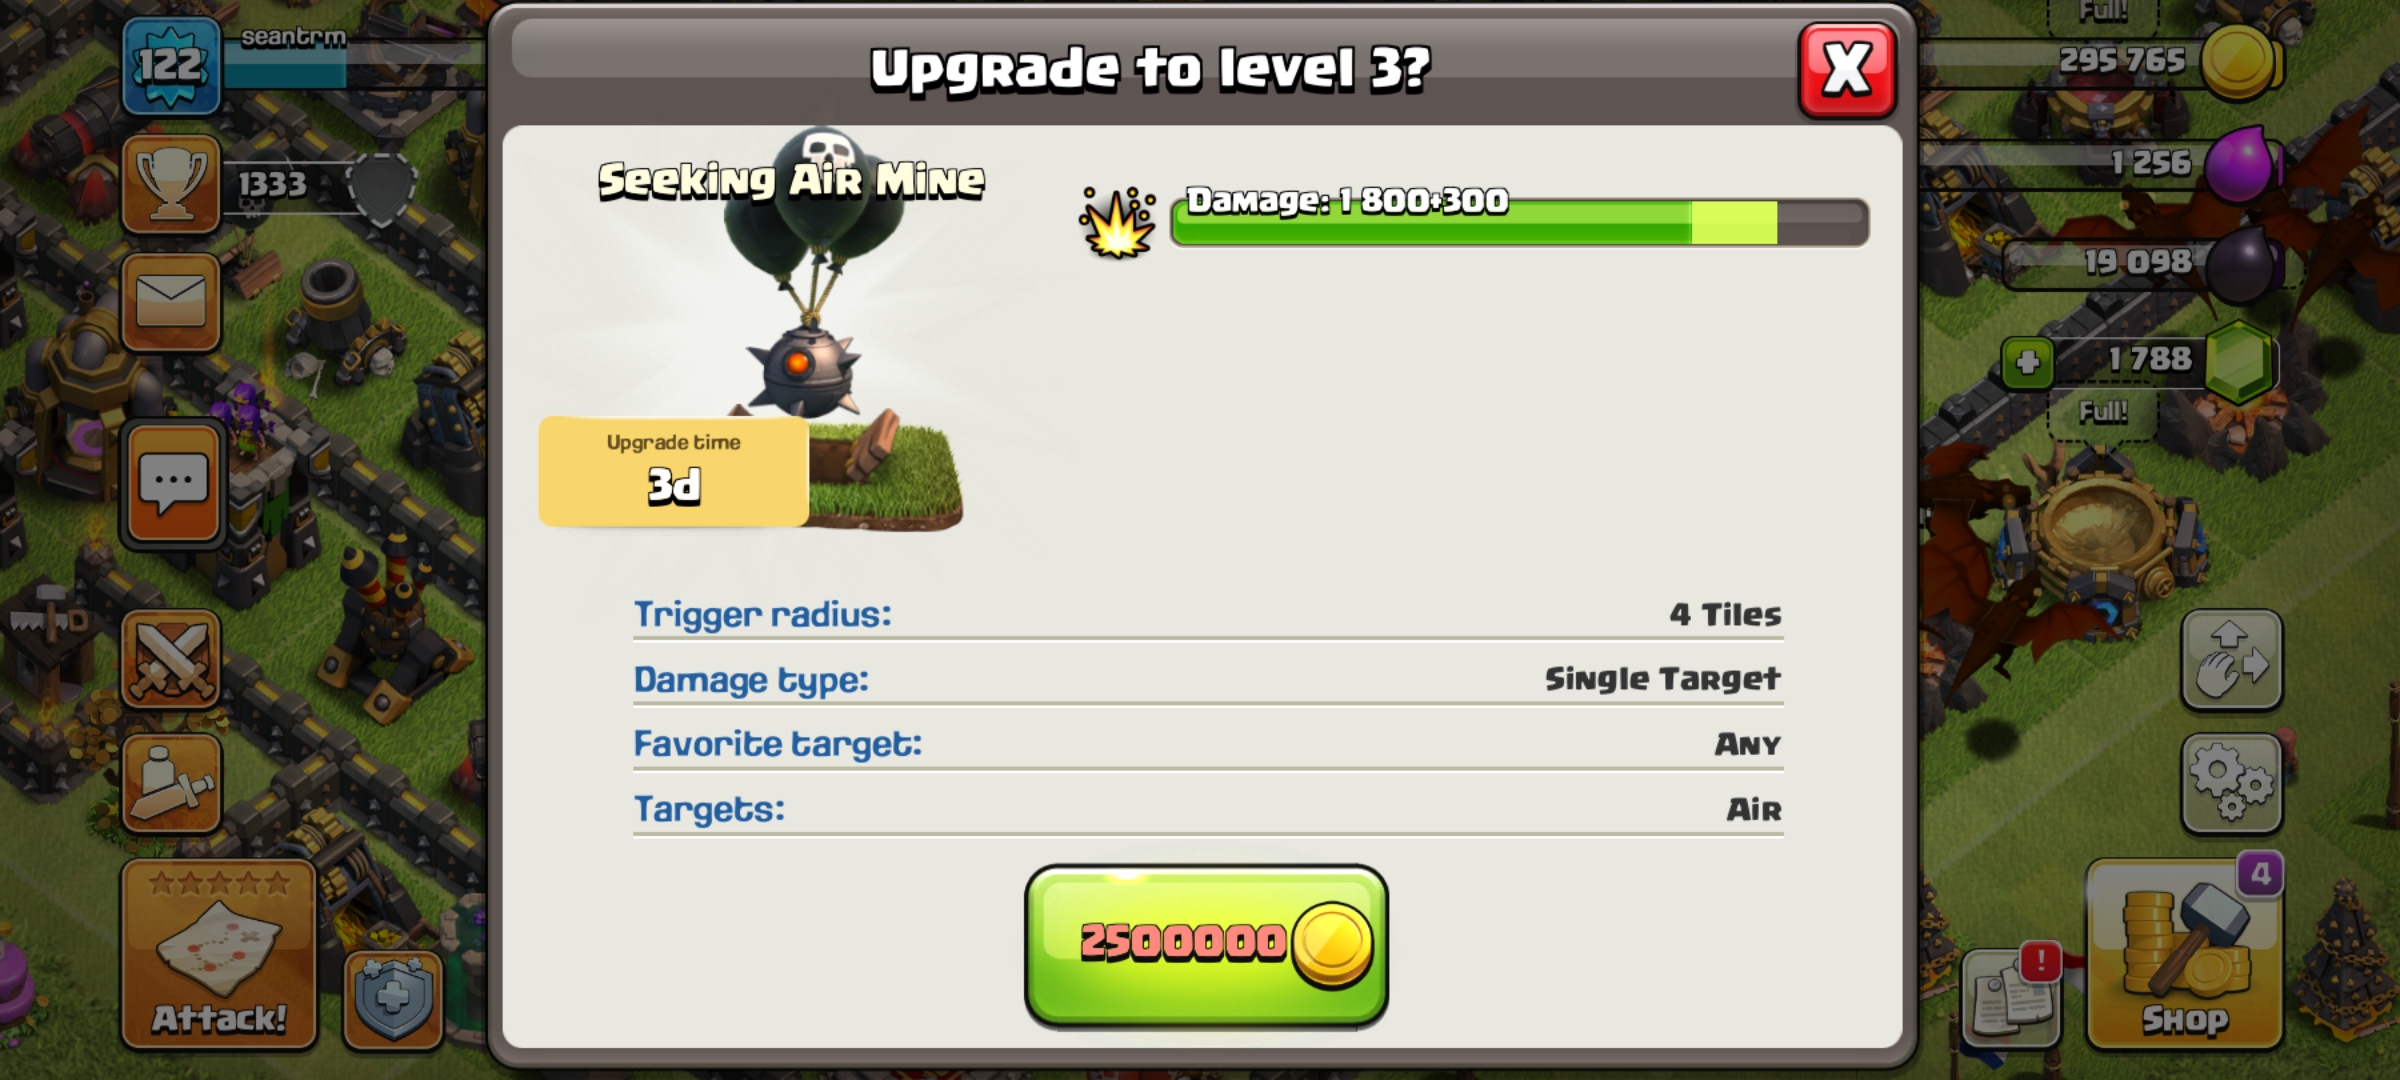 122
seantrm
1333
Attack!
Upgrade to level 3?
X
Seeking Air Mine
Damage: 1 800+300
Upgrade time
3d
Trigger radius: 4 Tiles
Damage type: Single Target
Favorite target: Any
Targets: Air
2500000
Full!
295 765
1 256
19 098
1 788
Full!
4
!
Shop